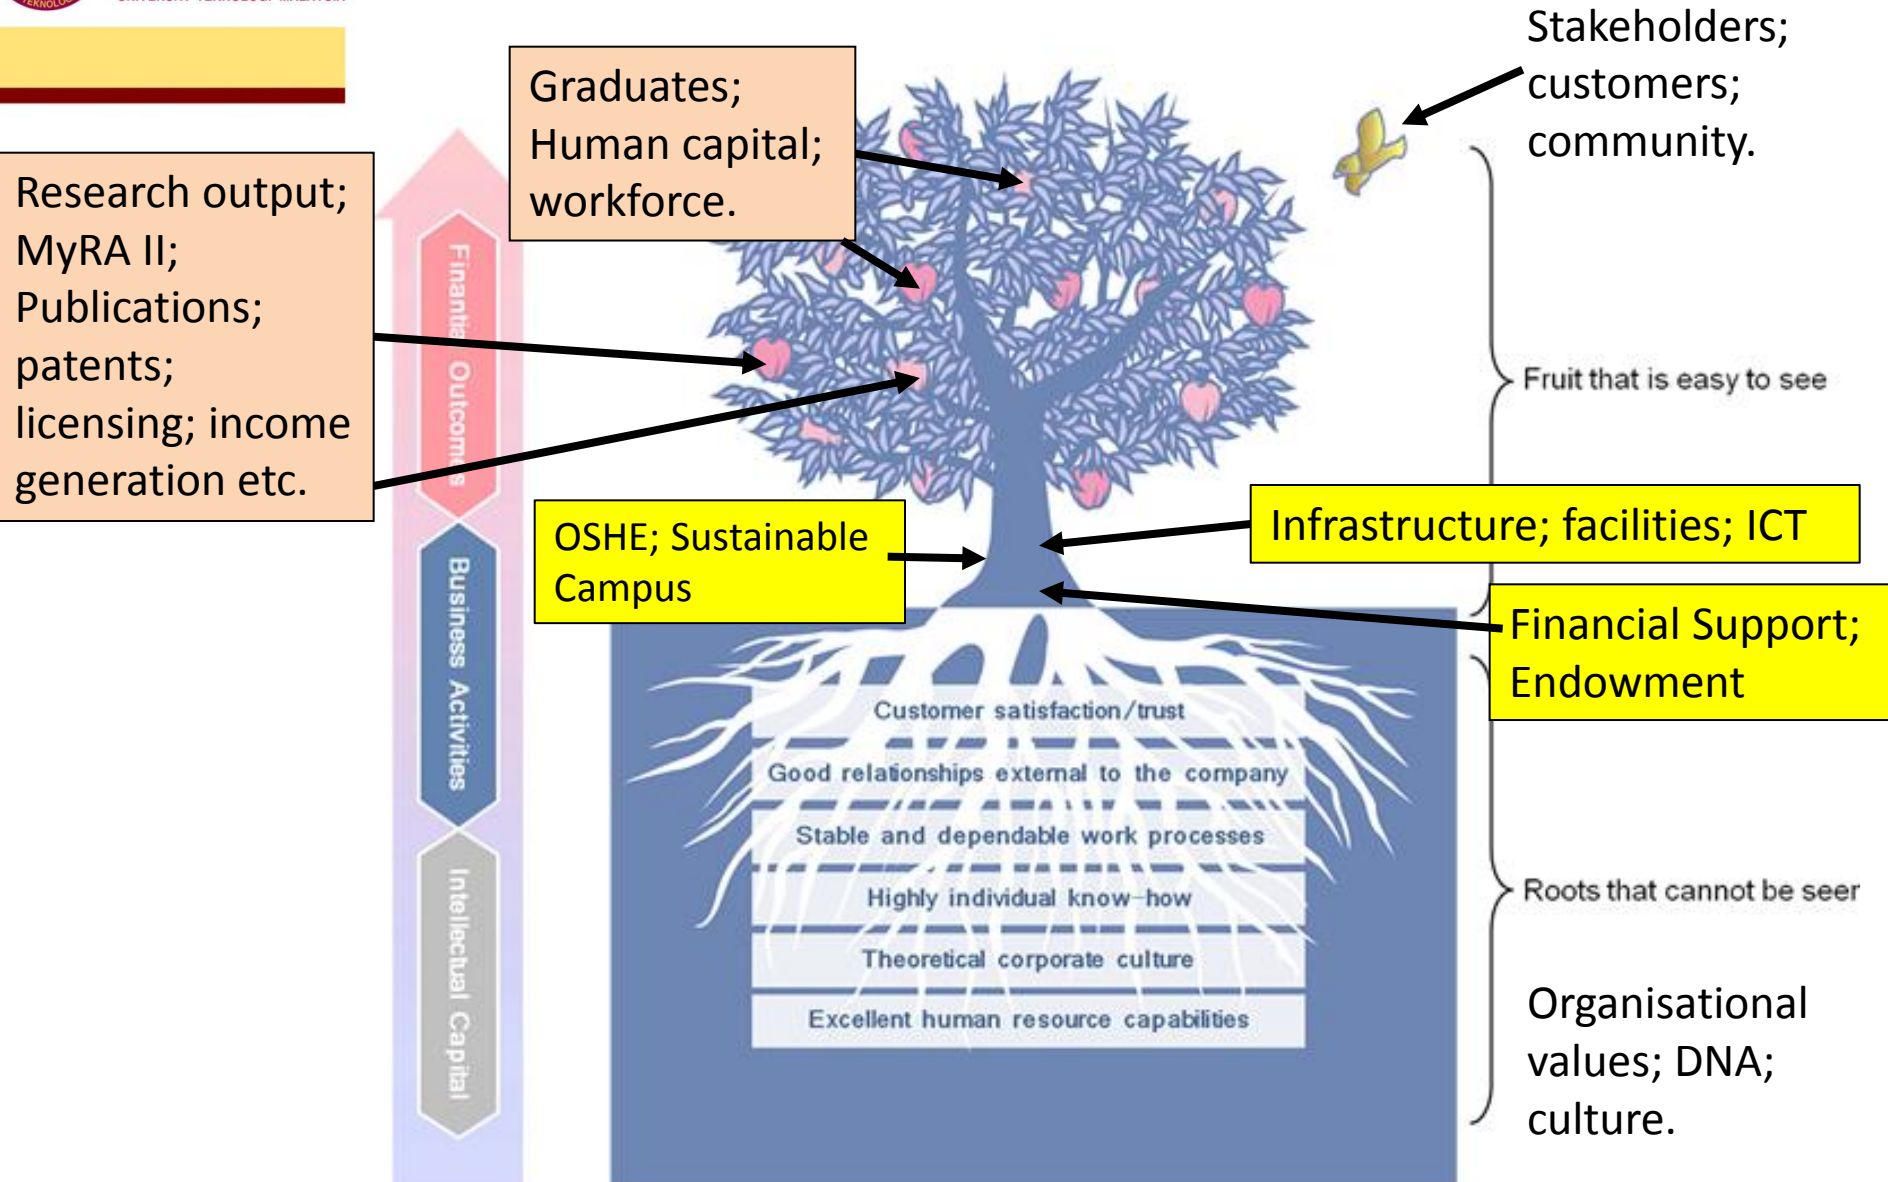 Stakeholders;
customers;
community.
Graduates;
Human capital;
workforce.
Research output;
MyRA II;
Publications;
patents;
licensing; income
generation etc.
Financial Outcomes
Business Activities
Intellectual Capital
Fruit that is easy to see
OSHE; Sustainable
Campus
Infrastructure; facilities; ICT
Financial Support;
Endowment
Customer satisfaction/trust
Good relationships external to the company
Stable and dependable work processes
Highly individual know-how
Theoretical corporate culture
Excellent human resource capabilities
Roots that cannot be seer
Organisational
values; DNA;
culture.